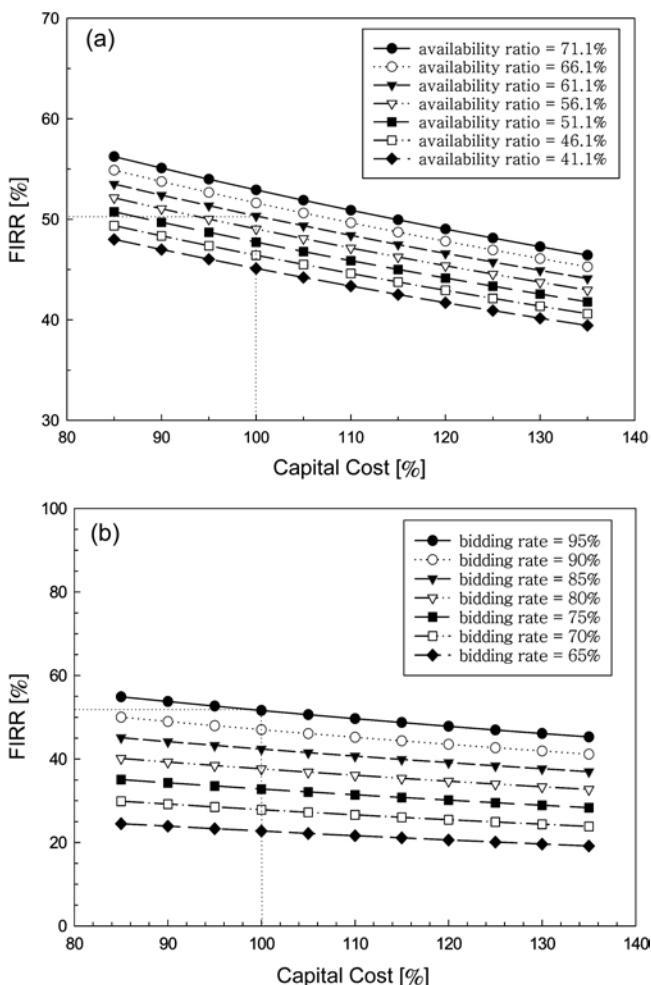 (a)
availability ratio = 71.1%
availability ratio = 66.1%
availability ratio = 61.1%
availability ratio = 56.1%
availability ratio = 51.1%
availability ratio = 46.1%
availability ratio = 41.1%
70
60
50
40
30
FIRR [%]
80 90 100 110 120 130 140
Capital Cost [%]
(b)
bidding rate = 95%
bidding rate = 90%
bidding rate = 85%
bidding rate = 80%
bidding rate = 75%
bidding rate = 70%
bidding rate = 65%
100
80
60
40
20
0
FIRR [%]
80 90 100 110 120 130 140
Capital Cost [%]